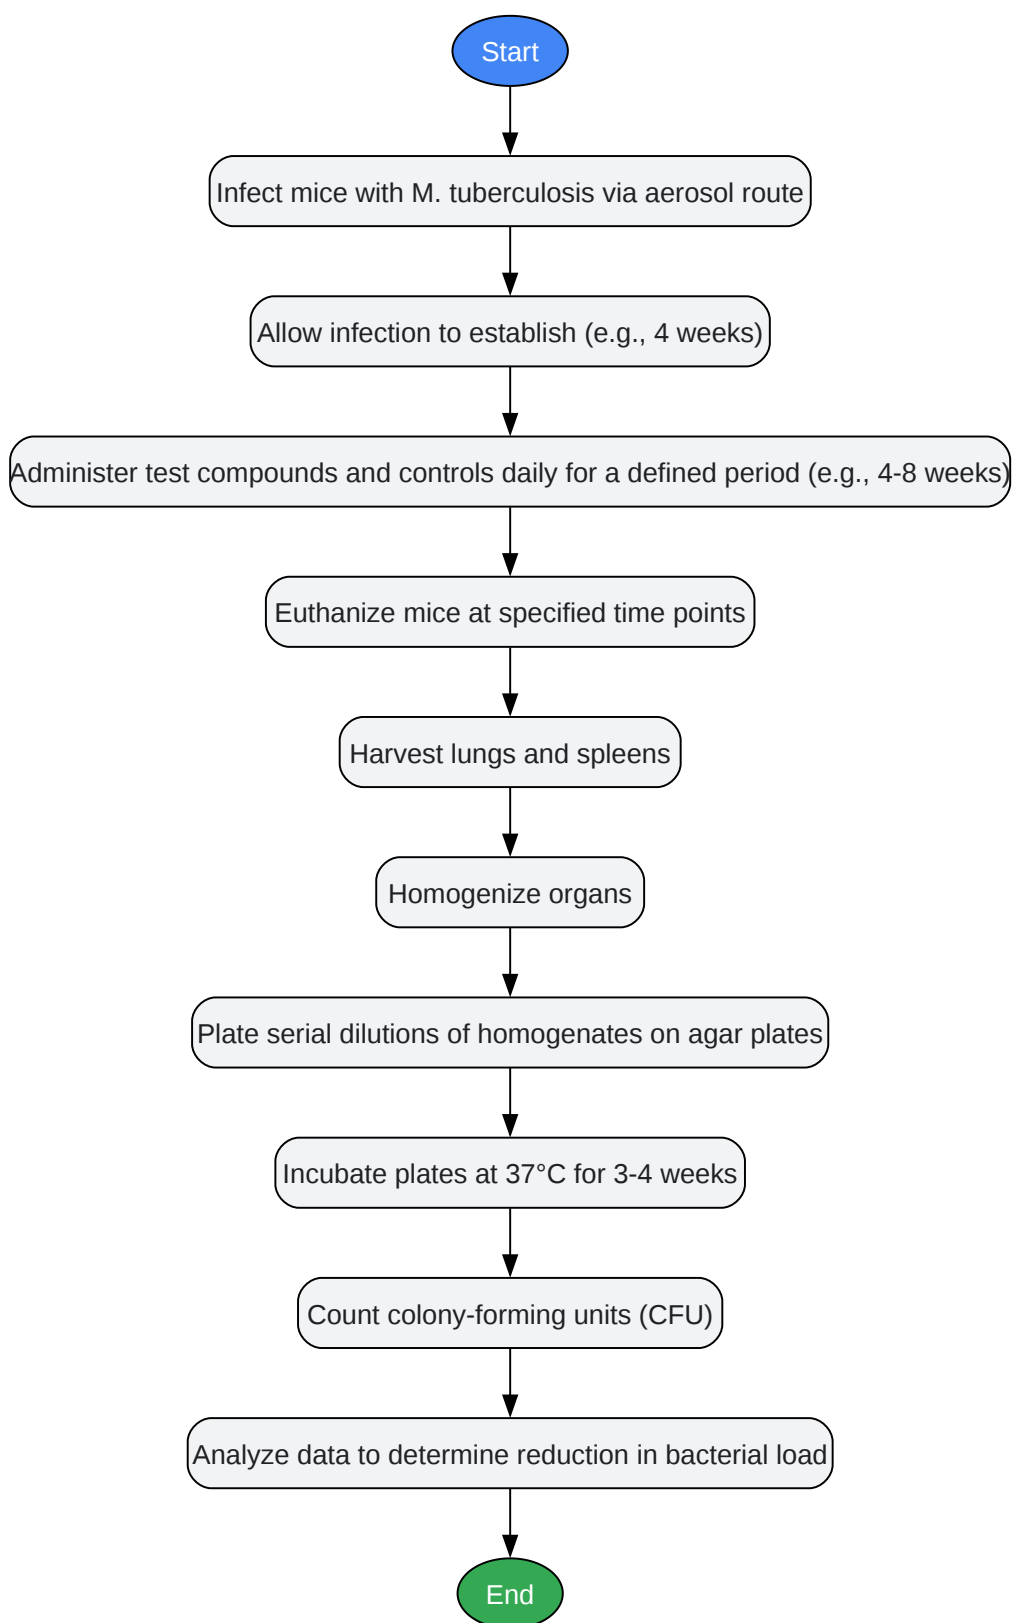 Start
Infect mice with M. tuberculosis via aerosol route
Allow infection to establish (e.g., 4 weeks)
Administer test compounds and controls daily for a defined period (e.g., 4-8 weeks)
Euthanize mice at specified time points
Harvest lungs and spleens
Homogenize organs
Plate serial dilutions of homogenates on agar plates
Incubate plates at 37°C for 3-4 weeks
Count colony-forming units (CFU)
Analyze data to determine reduction in bacterial load
End